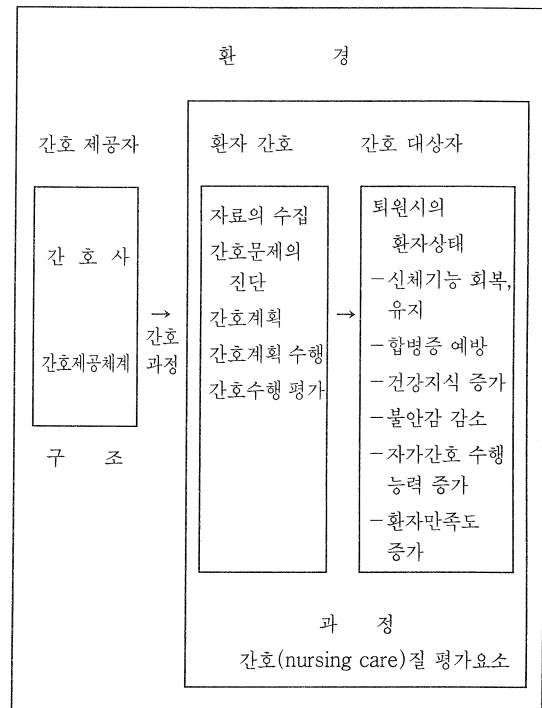 환 경
간호 제공자
환자 간호
간호 대상자
간 호 사
간호제공체계
구 조
→
간호
과정
자료의 수집
간호문제의
진단
간호계획
간호계획 수행
간호수행 평가
→
퇴원시의
환자상태
-신체기능 회복,
유지
-합병증 예방
-건강지식 증가
-불안감 감소
-자가간호 수행
능력 증가
-환자만족도
증가
과 정
간호(nursing care)질 평가요소